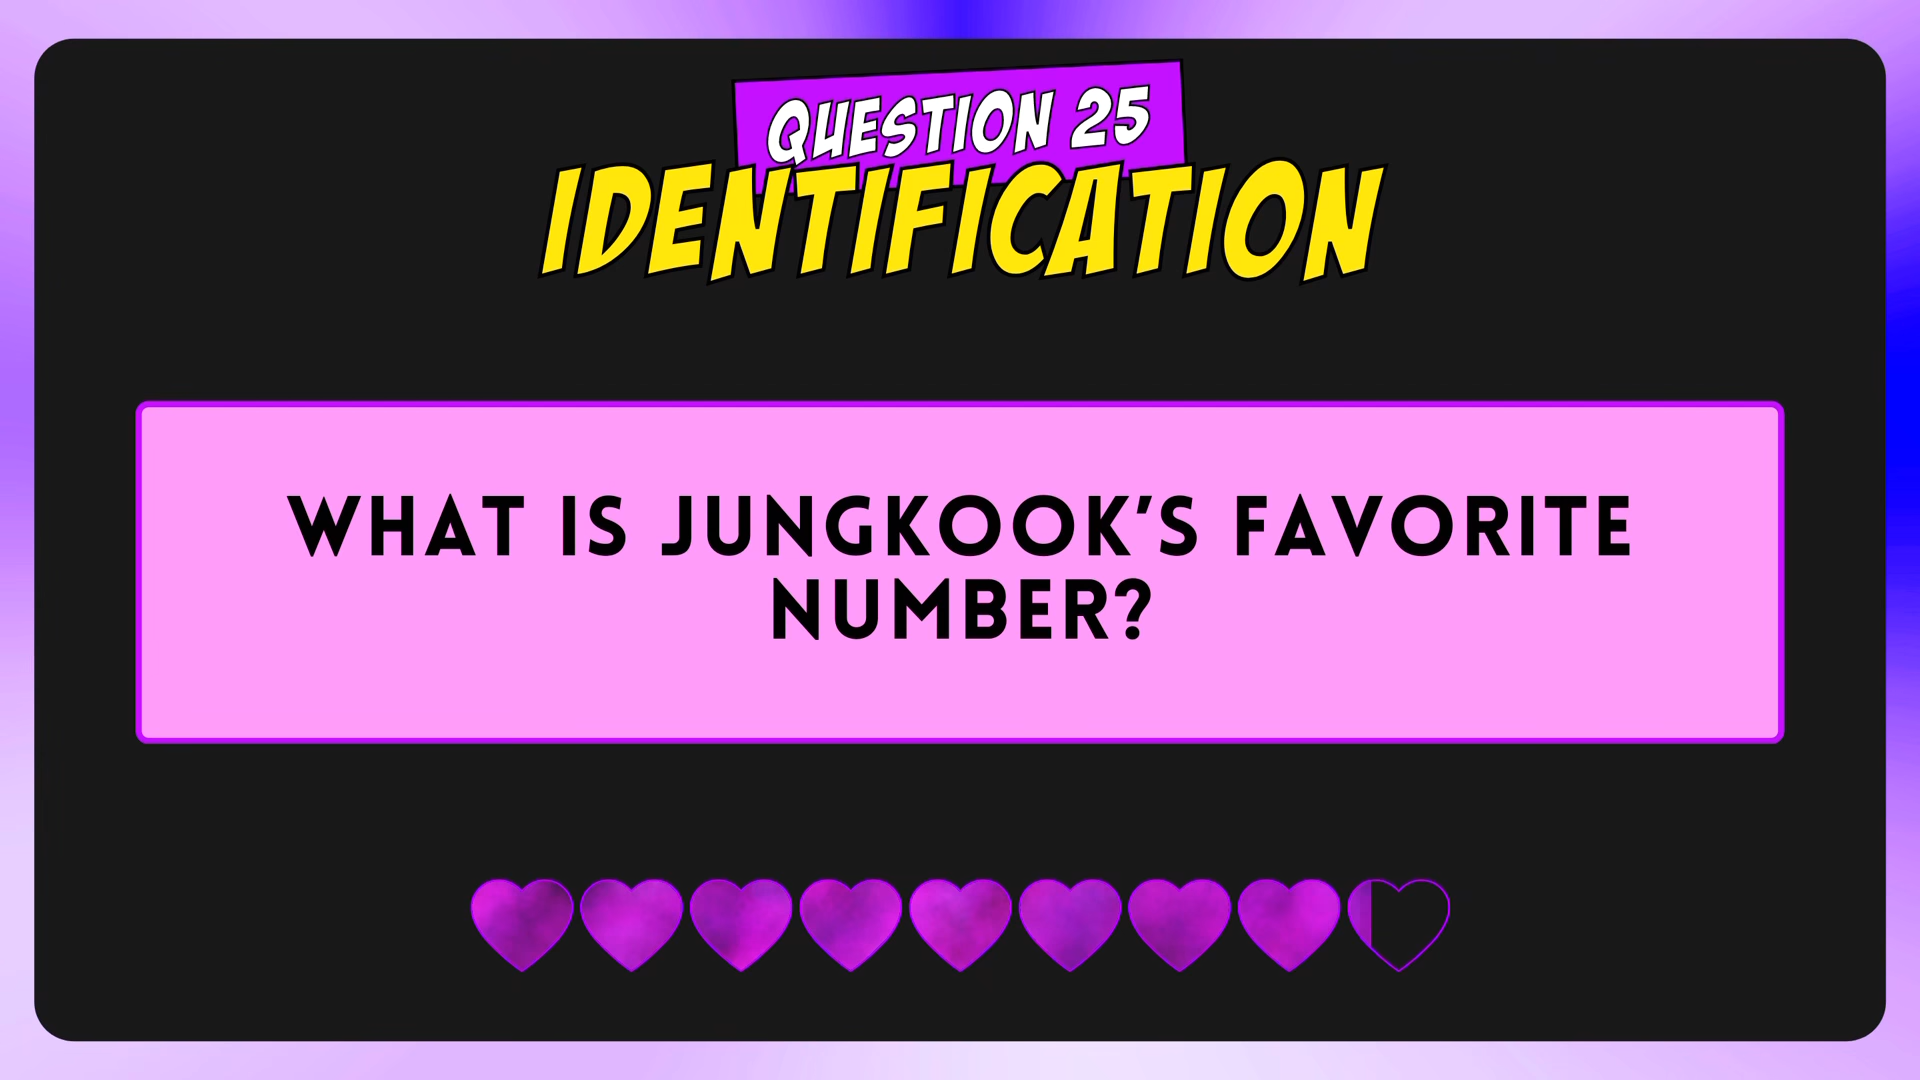 QUESTION 25
IDENTIFICATION
WHAT IS JUNGKOOK'S FAVORITE
NUMBER?